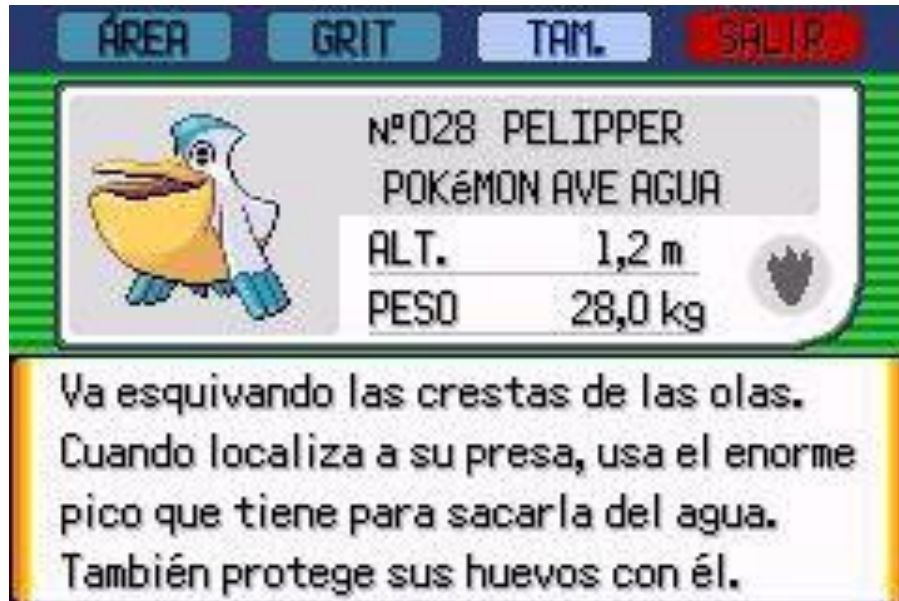 ÁREA GRIT TAM. SALIR
Nº028 PELIPPER
POKéMON AVE AGUA
ALT. 1,2 m
PESO 28,0 kg
Va esquivando las crestas de las olas.
Cuando localiza a su presa, usa el enorme
pico que tiene para sacarla del agua.
También protege sus huevos con él.